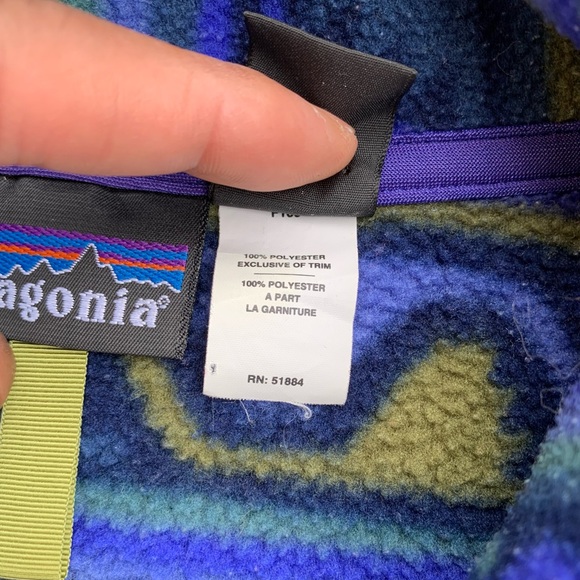 agonia®
100% POLYESTER
EXCLUSIVE OF TRIM
100% POLYESTER
A PART
LA GARNITURE
RN: 51884